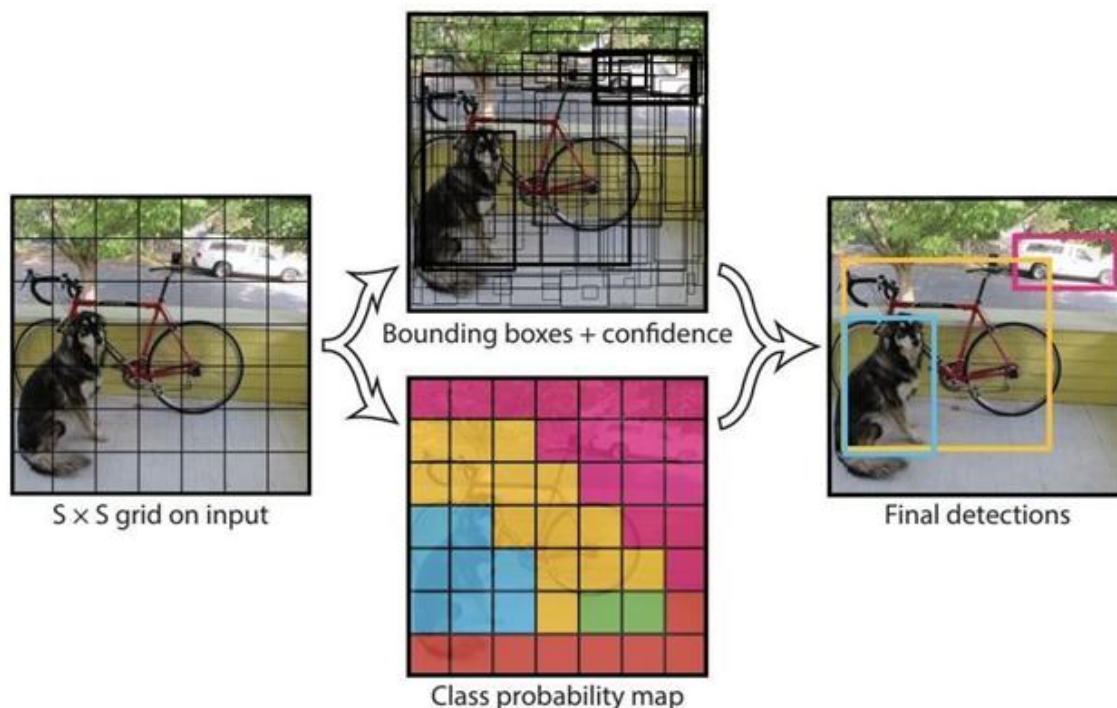 S × S grid on input
Bounding boxes + confidence
Class probability map
Final detections